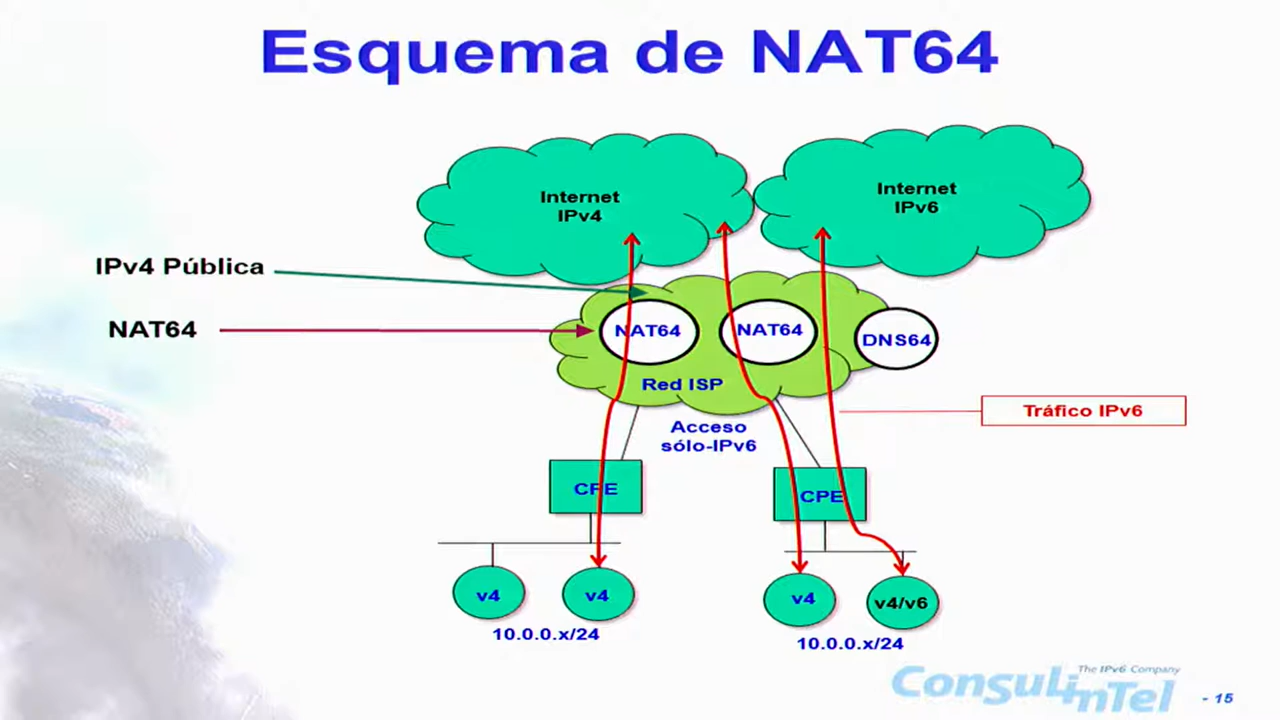 Esquema de NAT64
Internet
IPv4
Internet
IPv6
IPv4 Pública
NAT64
NAT64
NAT64
DNS64
Red ISP
Acceso
sólo-IPv6
Tráfico IPv6
CPE
CPE
v4
v4
v4
v4/v6
10.0.0.x/24
10.0.0.x/24
The IPv6 Company
Consulintel
- 15